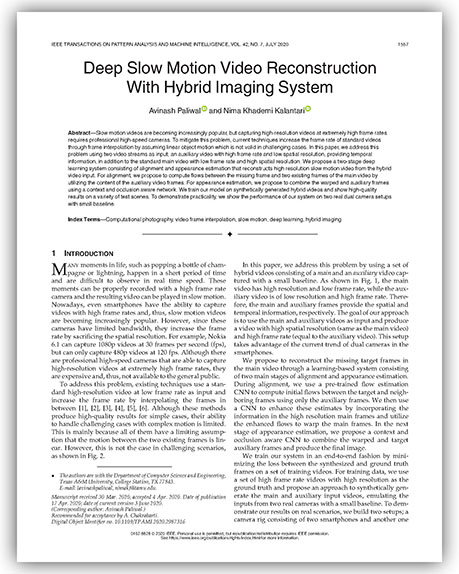 IEEE TRANSACTIONS ON PATTERN ANALYSIS AND MACHINE INTELLIGENCE, VOL. 42, NO. 7, JULY 2020
1557
Deep Slow Motion Video Reconstruction
With Hybrid Imaging System
Avinash Paliwal and Nima Khademi Kalantari
Abstract—Slow motion videos are becoming increasingly popular, but capturing high-resolution videos at extremely high frame rates
requires professional high-speed cameras. To mitigate this problem, current techniques increase the frame rate of standard videos
through frame interpolation by assuming linear object motion which is not valid in challenging cases. In this paper, we address this
problem using two video streams as input; an auxiliary video with high frame rate and low spatial resolution, providing temporal
information, in addition to the standard main video with low frame rate and high spatial resolution. We propose a two-stage deep
learning system consisting of alignment and appearance estimation that reconstructs high resolution slow motion video from the hybrid
video input. For alignment, we propose to compute flows between the missing frame and two existing frames of the main video by
utilizing the content of the auxiliary video frames. For appearance estimation, we propose to combine the warped and auxiliary frames
using a context and occlusion aware network. We train our model on synthetically generated hybrid videos and show high-quality
results on a variety of test scenes. To demonstrate practicality, we show the performance of our system on two real dual camera setups
with small baseline.
Index Terms—Computational photography, video frame interpolation, slow motion, deep learning, hybrid imaging
1 INTRODUCTION
MANY moments in life, such as popping a bottle of cham-
pagne or lightning, happen in a short period of time
and are difficult to observe in real time speed. These
moments can be properly recorded with a high frame rate
camera and the resulting video can be played in slow motion.
Nowadays, even smartphones have the ability to capture
videos with high frame rates and, thus, slow motion videos
are becoming increasingly popular. However, since these
cameras have limited bandwidth, they increase the frame
rate by sacrificing the spatial resolution. For example, Nokia
6.1 can capture 1080p videos at 30 frames per second (fps),
but can only capture 480p videos at 120 fps. Although there
are professional high-speed cameras that are able to capture
high-resolution videos at extremely high frame rates, they
are expensive and, thus, not available to the general public.
To address this problem, existing techniques use a stan-
dard high-resolution video at low frame rate as input and
increase the frame rate by interpolating the frames in
between [1], [2], [3], [4], [5], [6]. Although these methods
produce high-quality results for simple cases, their ability
to handle challenging cases with complex motion is limited.
This is mainly because all of them have a limiting assump-
tion that the motion between the two existing frames is lin-
ear. However, this is not the case in challenging scenarios,
as shown in Fig. 2.
• The authors are with the Department of Computer Science and Engineering,
Texas A&M University, College Station, TX 77843.
E-mail: {avinashpaliwal, nimak}@tamu.edu.
Manuscript received 30 Mar. 2020; accepted 4 Apr. 2020. Date of publication
17 Apr. 2020; date of current version 3 June 2020.
(Corresponding author: Avinash Paliwal.)
Recommended for acceptance by A. Chakrabarti.
Digital Object Identifier no. 10.1109/TPAMI.2020.2987316
In this paper, we address this problem by using a set of
hybrid videos consisting of a main and an auxiliary video cap-
tured with a small baseline. As shown in Fig. 1, the main
video has high resolution and low frame rate, while the aux-
iliary video is of low resolution and high frame rate. There-
fore, the main and auxiliary frames provide the spatial and
temporal information, respectively. The goal of our approach
is to use the main and auxiliary videos as input and produce
a video with high spatial resolution (same as the main video)
and high frame rate (equal to the auxiliary video). This setup
takes advantage of the current trend of dual cameras in the
smartphones.
We propose to reconstruct the missing target frames in
the main video through a learning-based system consisting
of two main stages of alignment and appearance estimation.
During alignment, we use a pre-trained flow estimation
CNN to compute initial flows between the target and neigh-
boring frames using only the auxiliary frames. We then use
a CNN to enhance these estimates by incorporating the
information in the high resolution main frames and utilize
the enhanced flows to warp the main frames. In the next
stage of appearance estimation, we propose a context and
occlusion aware CNN to combine the warped and target
auxiliary frames and produce the final image.
We train our system in an end-to-end fashion by mini-
mizing the loss between the synthesized and ground truth
frames on a set of training videos. For training data, we use
a set of high frame rate videos with high resolution as the
ground truth and propose an approach to synthetically gen-
erate the main and auxiliary input videos, emulating the
inputs from two real cameras with a small baseline. To dem-
onstrate our results on real scenarios, we build two setups; a
camera rig consisting of two smartphones and another one
0162-8828 © 2020 IEEE. Personal use is permitted, but republication/redistribution requires IEEE permission.
See https://www.ieee.org/publications/rights/index.html for more information.